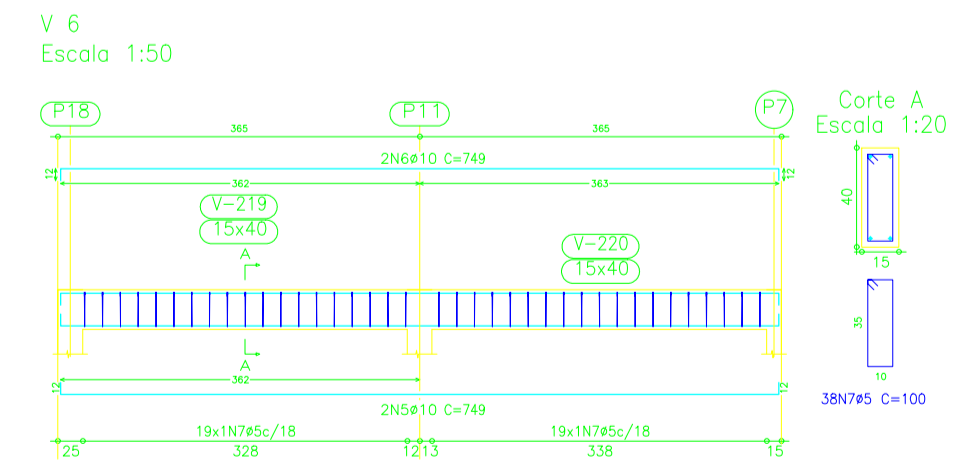 V 6
Escala 1:50
P18
P11
P7
Corte A
Escala 1:20
365
365
2N6ø10 C=749
12
12
362
363
V-219
15x40
V-220
15x40
A
A
40
15
362
12
12
2N5ø10 C=749
35
10
38N7ø5 C=100
19x1N7ø5c/18
19x1N7ø5c/18
25
328
12
13
338
15